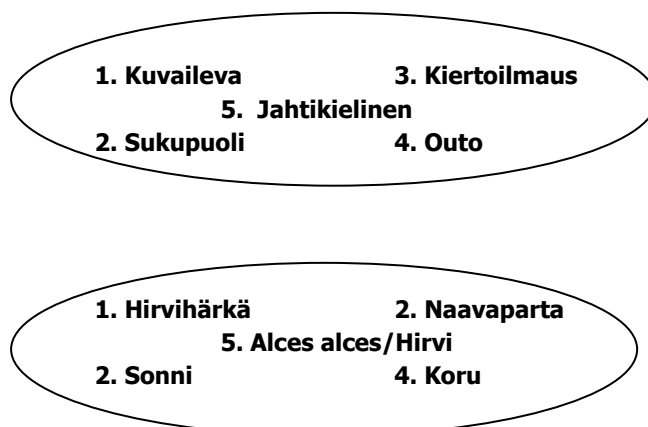 1. Kuvaileva 3. Kiertoilmaus
5. Jahtikielinen
2. Sukupuoli 4. Outo
1. Hirvihärkä 2. Naavaparta
5. Alces alces/Hirvi
2. Sonni 4. Koru